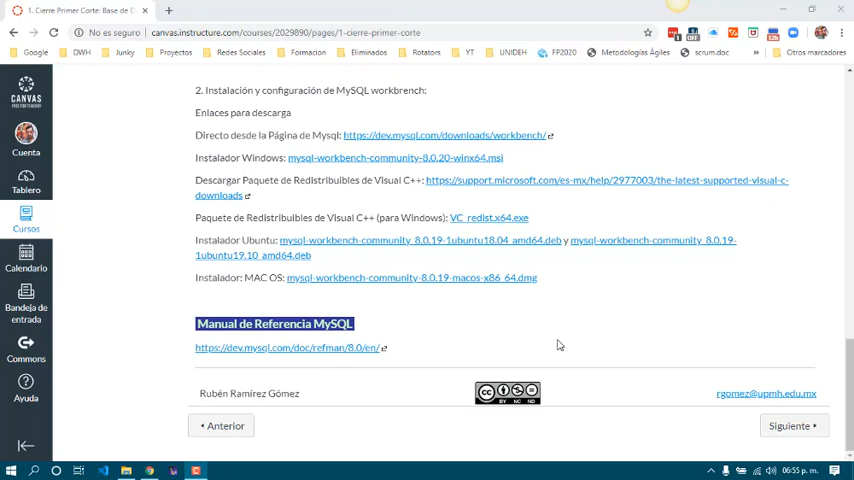 1. Cierre Primer Corte: Base de D
No es seguro | canvas.instructure.com/courses/2029890/pages/1-cierre-primer-corte
Google DWH Junky Proyectos Redes Sociales Formacion Eliminados Rotators YT UNIDEH FP2020 Metodologías Ágiles scrum.doc » Otros marcadores
CANVAS
Cuenta
Tablero
Cursos
Calendario
Bandeja de
entrada
Commons
Ayuda
2. Instalación y configuración de MySQL workbrench:
Enlaces para descarga
Directo desde la Página de Mysql: https://dev.mysql.com/downloads/workbench/
Instalador Windows: mysql-workbench-community-8.0.20-winx64.msi
Descargar Paquete de Redistribuibles de Visual C++: https://support.microsoft.com/es-mx/help/2977003/the-latest-supported-visual-c-
downloads
Paquete de Redistribuibles de Visual C++ (para Windows): VC_redist.x64.exe
Instalador Ubuntu: mysql-workbench-community_8.0.19-1ubuntu18.04_amd64.deb y mysql-workbench-community_8.0.19-
1ubuntu19.10_amd64.deb
Instalador: MAC OS: mysql-workbench-community-8.0.19-macos-x86_64.dmg
Manual de Referencia MySQL
https://dev.mysql.com/doc/refman/8.0/en/
Rubén Ramírez Gómez
cc BY NC ND
rgomez@upmh.edu.mx
Anterior
Siguiente
06:55 p. m.